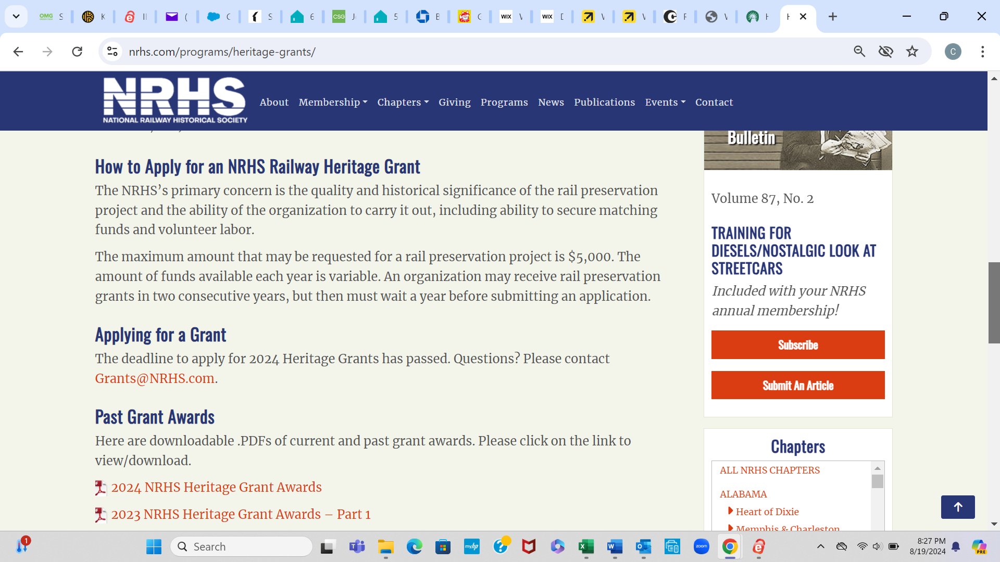 nrhs.com/programs/heritage-grants/
NRHS
NATIONAL RAILWAY HISTORICAL SOCIETY
About Membership Chapters Giving Programs News Publications Events Contact
How to Apply for an NRHS Railway Heritage Grant
The NRHS’s primary concern is the quality and historical significance of the rail preservation
project and the ability of the organization to carry it out, including ability to secure matching
funds and volunteer labor.
The maximum amount that may be requested for a rail preservation project is $5,000. The
amount of funds available each year is variable. An organization may receive rail preservation
grants in two consecutive years, but then must wait a year before submitting an application.
Applying for a Grant
The deadline to apply for 2024 Heritage Grants has passed. Questions? Please contact
Grants@NRHS.com.
Past Grant Awards
Here are downloadable .PDFs of current and past grant awards. Please click on the link to
view/download.
2024 NRHS Heritage Grant Awards
2023 NRHS Heritage Grant Awards – Part 1
Bulletin
Volume 87, No. 2
TRAINING FOR
DIESELS/NOSTALGIC LOOK AT
STREETCARS
Included with your NRHS
annual membership!
Subscribe
Submit An Article
Chapters
ALL NRHS CHAPTERS
ALABAMA
Heart of Dixie
Memphis & Charleston
1
Search
myhp
zoom
PRE
8:27 PM
8/19/2024